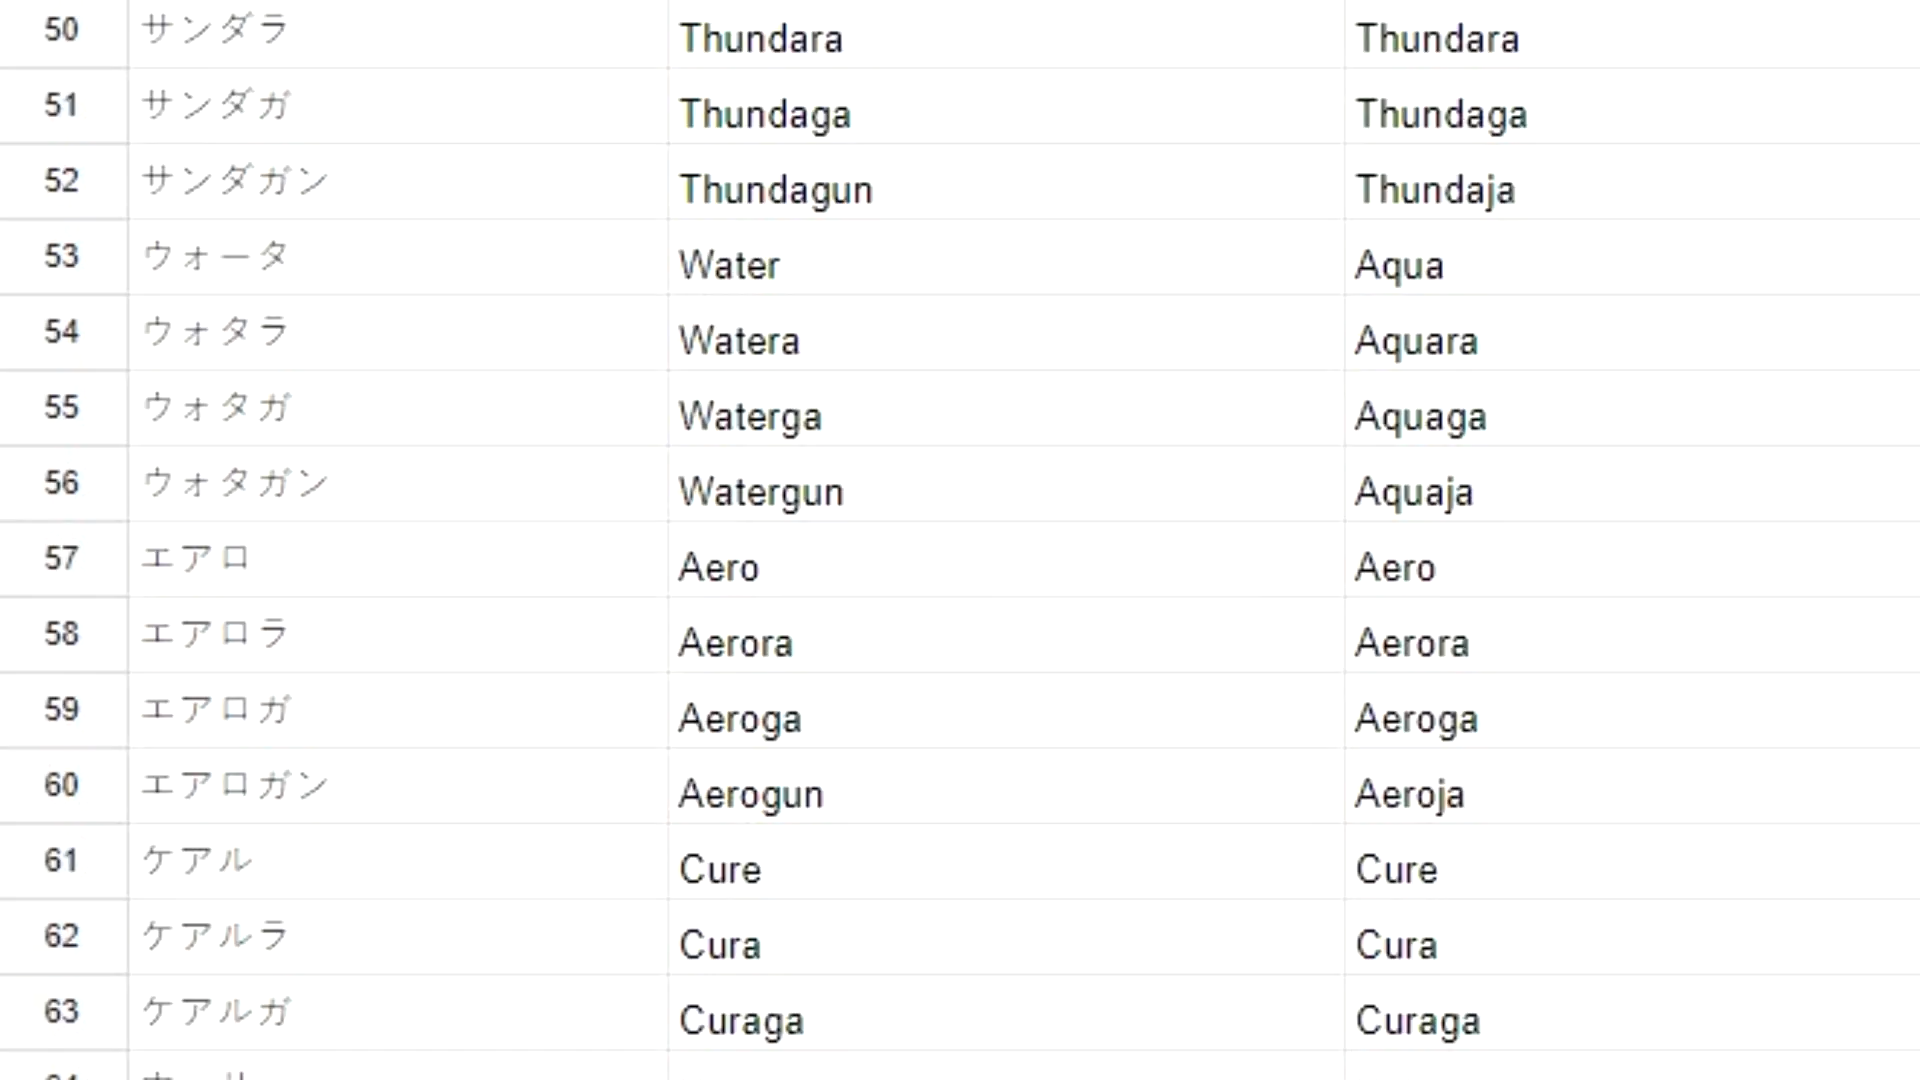 50 サンダラ Thundara Thundara
51 サンダガ Thundaga Thundaga
52 サンダガン Thundagun Thundaja
53 ウォータ Water Aqua
54 ウォタラ Watera Aquara
55 ウォタガ Waterga Aquaga
56 ウォタガン Watergun Aquaja
57 エアロ Aero Aero
58 エアロラ Aerora Aerora
59 エアロガ Aeroga Aeroga
60 エアロガン Aerogun Aeroja
61 ケアル Cure Cure
62 ケアルラ Cura Cura
63 ケアルガ Curaga Curaga